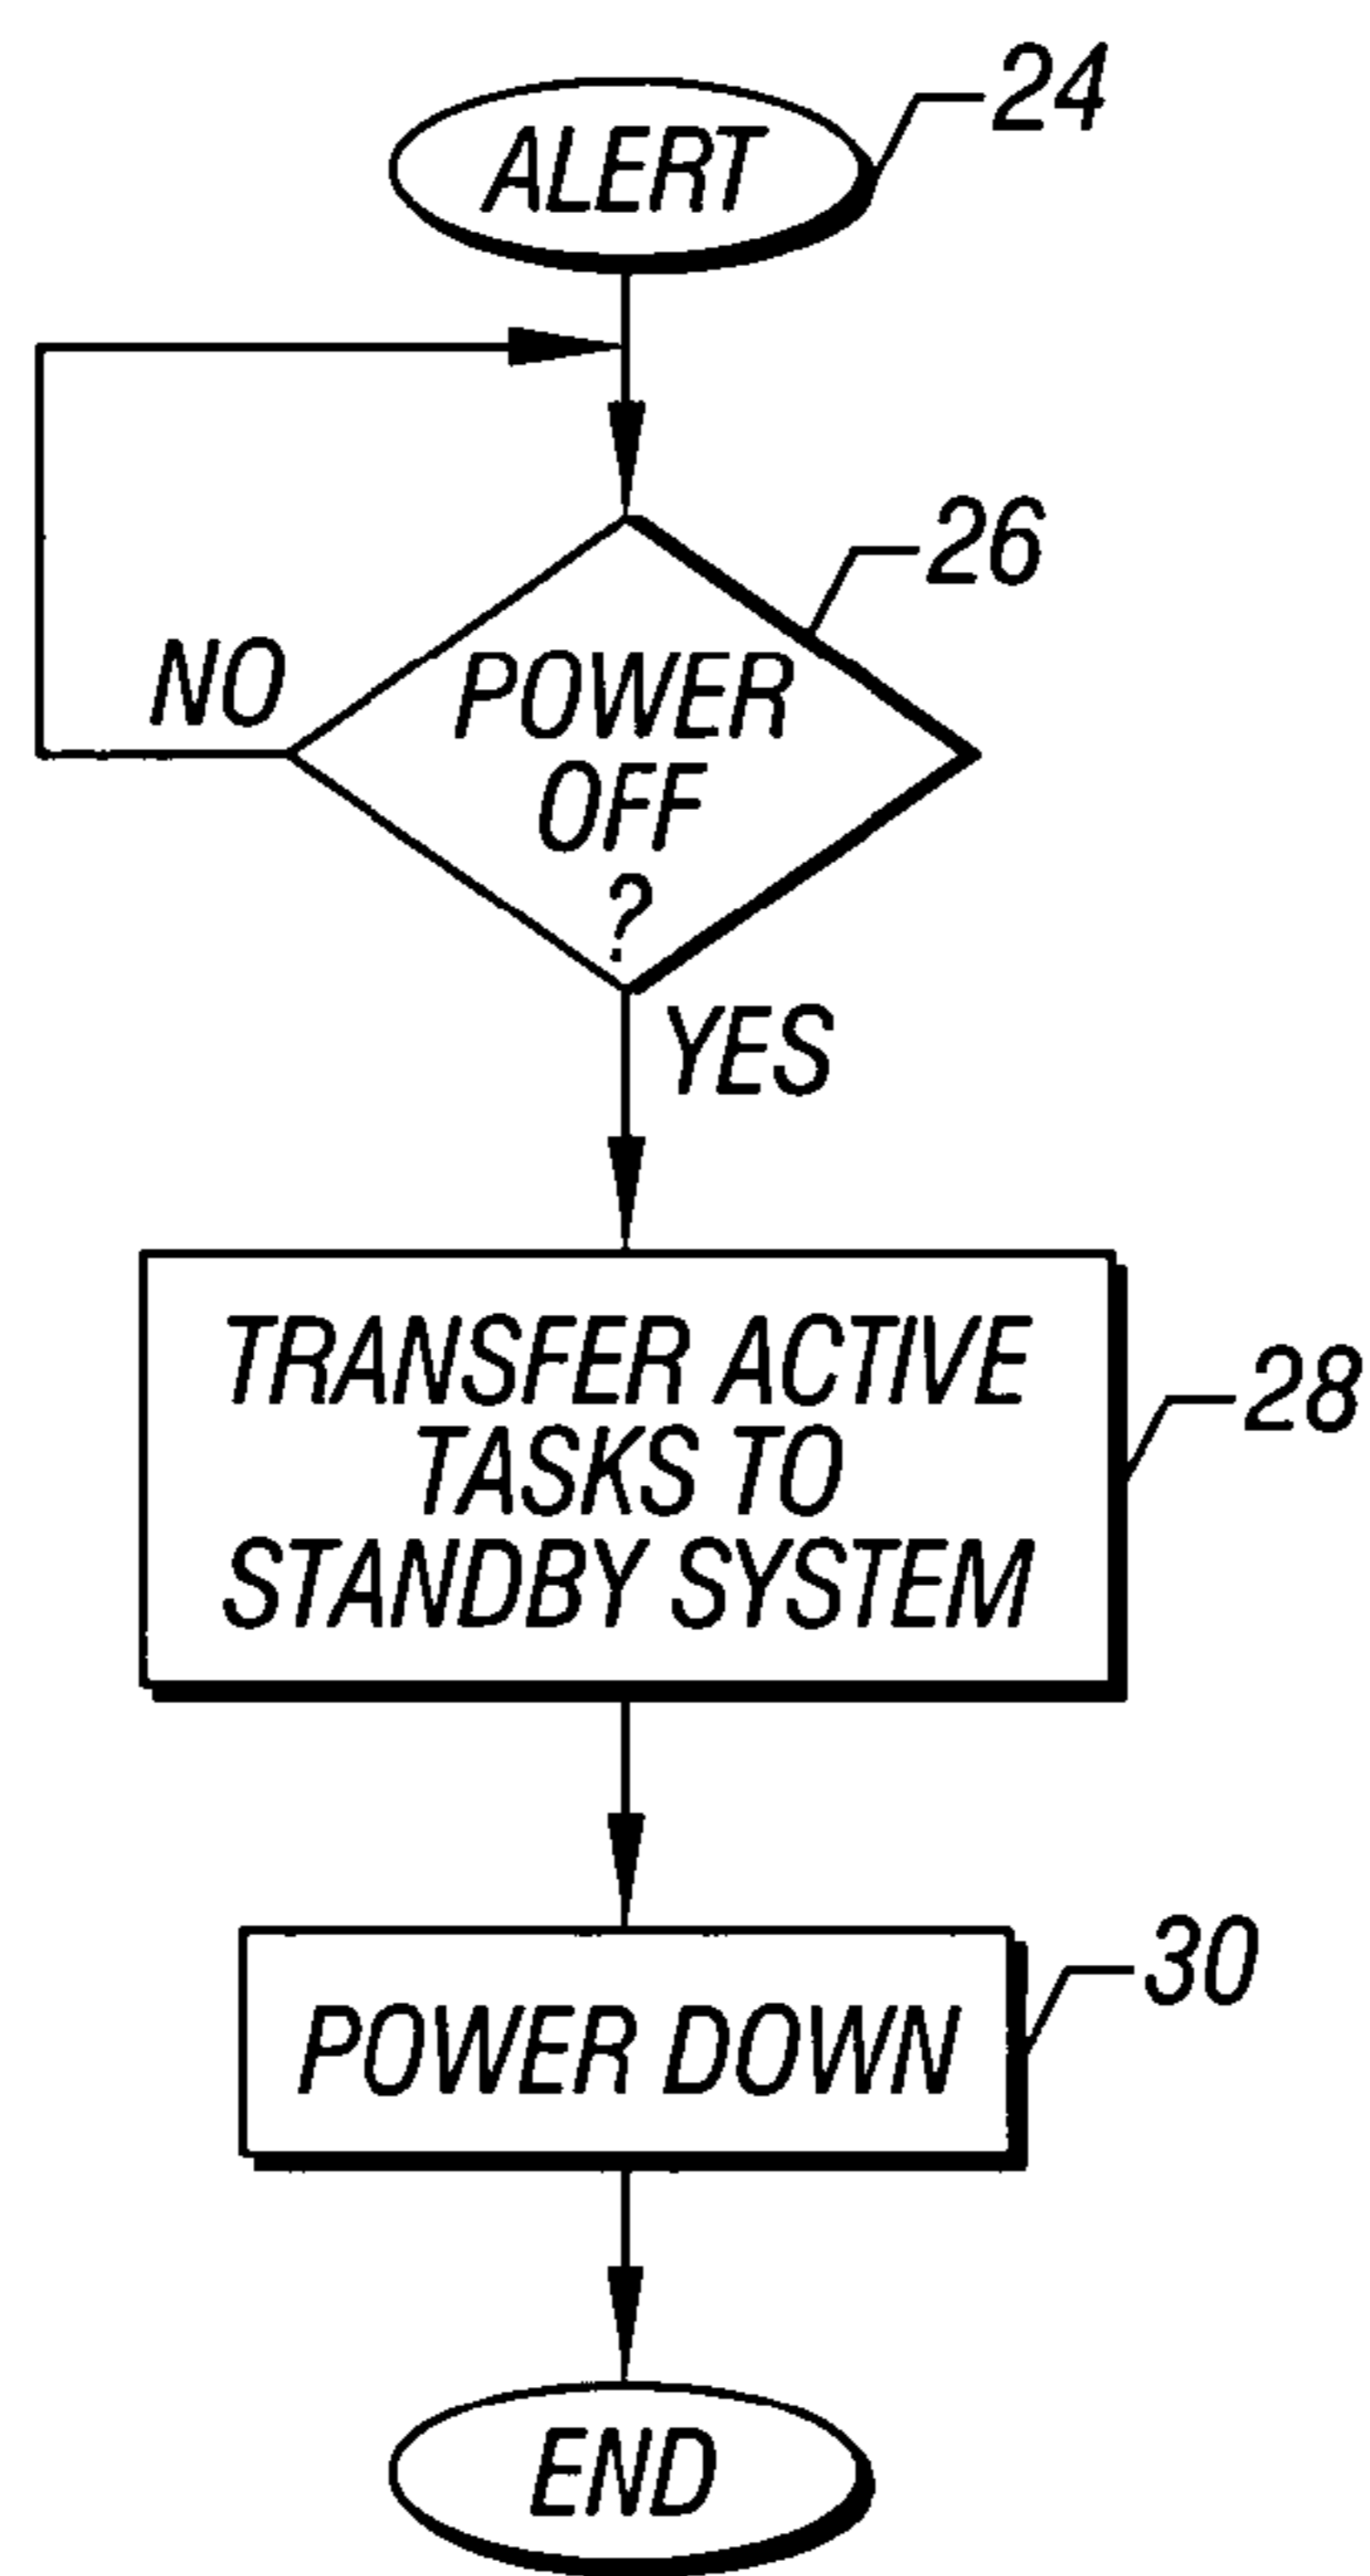 24
ALERT
26
NO
POWER
OFF
?
YES
TRANSFER ACTIVE
TASKS TO
STANDBY SYSTEM
28
30
POWER DOWN
END